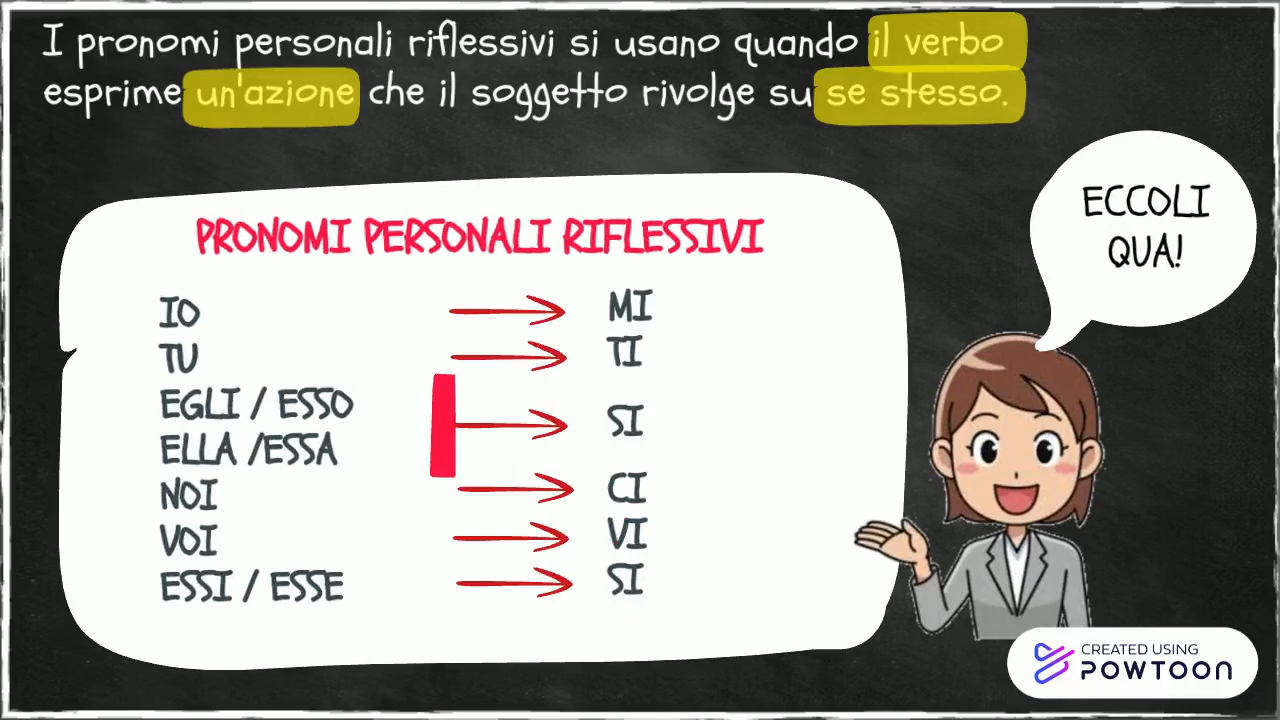 I pronomi personali riflessivi si usano quando il verbo
esprime un'azione che il soggetto rivolge su se stesso.
ECCOLI
QUA!
PRONOMI PERSONALI RIFLESSIVI
IO MI
TU TI
EGLI / ESSO
ELLA /ESSA
SI
NOI CI
VOI VI
ESSI / ESSE SI
CREATED USING
POWTOON